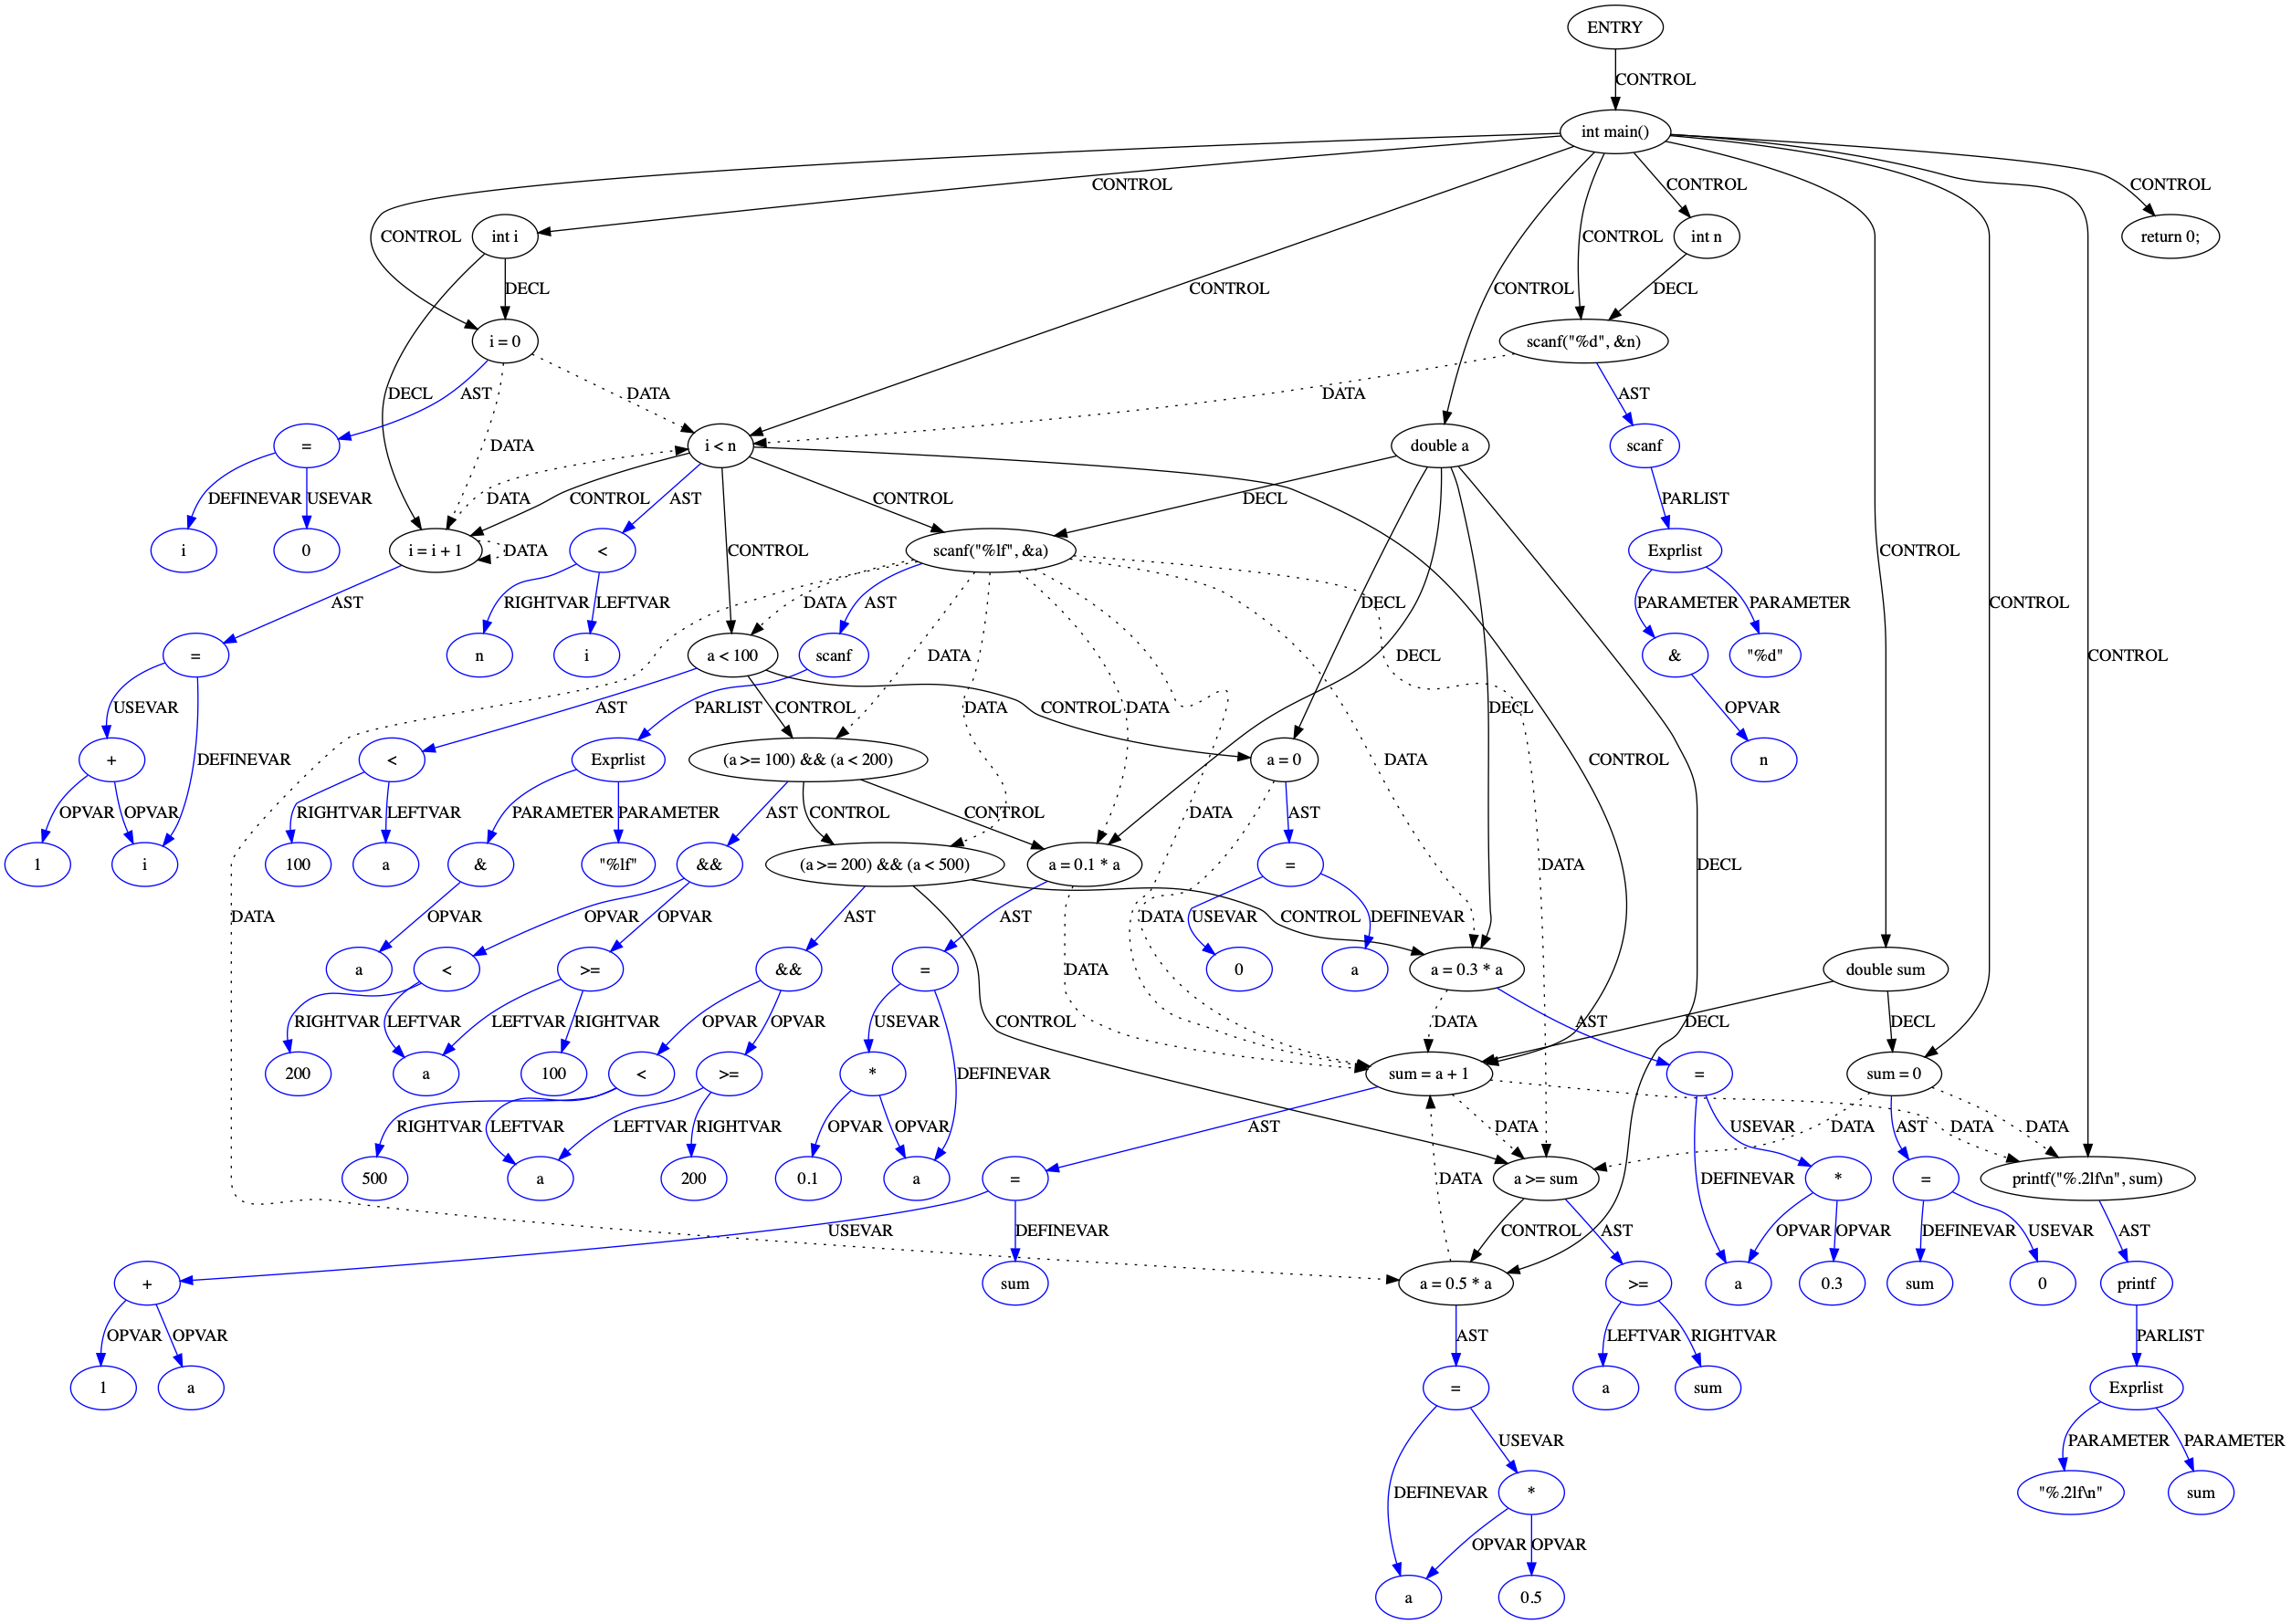 ENTRY
CONTROL
int main()
CONTROL
CONTROL
CONTROL
CONTROL
int i
int n
return 0;
CONTROL
DECL
CONTROL
CONTROL
DECL
i = 0
scanf("%d", &n)
DECL
AST
DATA
DATA
AST
=
DATA
i < n
double a
scanf
DEFINEVAR
USEVAR
DATA
CONTROL
AST
CONTROL
DECL
PARLIST
i
0
i = i + 1
DATA
<
CONTROL
scanf("%lf", &a)
Exprlist
CONTROL
AST
RIGHTVAR
LEFTVAR
DATA
AST
DECL
PARAMETER
PARAMETER
CONTROL
=
n
i
a < 100
scanf
DECL
&
"%d"
CONTROL
USEVAR
AST
CONTROL
PARLIST
DATA
DATA
CONTROL
DATA
DECL
OPVAR
+
DEFINEVAR
<
Exprlist
(a >= 100) && (a < 200)
a = 0
DATA
CONTROL
n
OPVAR
OPVAR
RIGHTVAR
LEFTVAR
PARAMETER
PARAMETER
AST
CONTROL
CONTROL
DATA
AST
1
i
100
a
&
"%lf"
&&
(a >= 200) && (a < 500)
a = 0.1 * a
=
DATA
DECL
DATA
OPVAR
OPVAR
OPVAR
AST
AST
DATA
USEVAR
CONTROL
DEFINEVAR
a
<
>=
&&
=
0
a
a = 0.3 * a
double sum
RIGHTVAR
LEFTVAR
LEFTVAR
RIGHTVAR
OPVAR
OPVAR
USEVAR
CONTROL
DATA
DATA
AST
DECL
DECL
200
a
100
<
>=
*
DEFINEVAR
sum = a + 1
=
sum = 0
RIGHTVAR
LEFTVAR
LEFTVAR
RIGHTVAR
OPVAR
OPVAR
AST
DATA
USEVAR
DATA
AST
DATA
DATA
500
a
200
0.1
a
=
DATA
a >= sum
DEFINEVAR
*
=
printf("%.2lf\n", sum)
USEVAR
DEFINEVAR
CONTROL
AST
OPVAR
OPVAR
DEFINEVAR
USEVAR
AST
+
sum
a = 0.5 * a
>=
a
0.3
sum
0
printf
OPVAR
OPVAR
AST
LEFTVAR
RIGHTVAR
PARLIST
1
a
=
a
sum
Exprlist
DEFINEVAR
USEVAR
PARAMETER
PARAMETER
*
"%.2lf\n"
sum
OPVAR
OPVAR
a
0.5